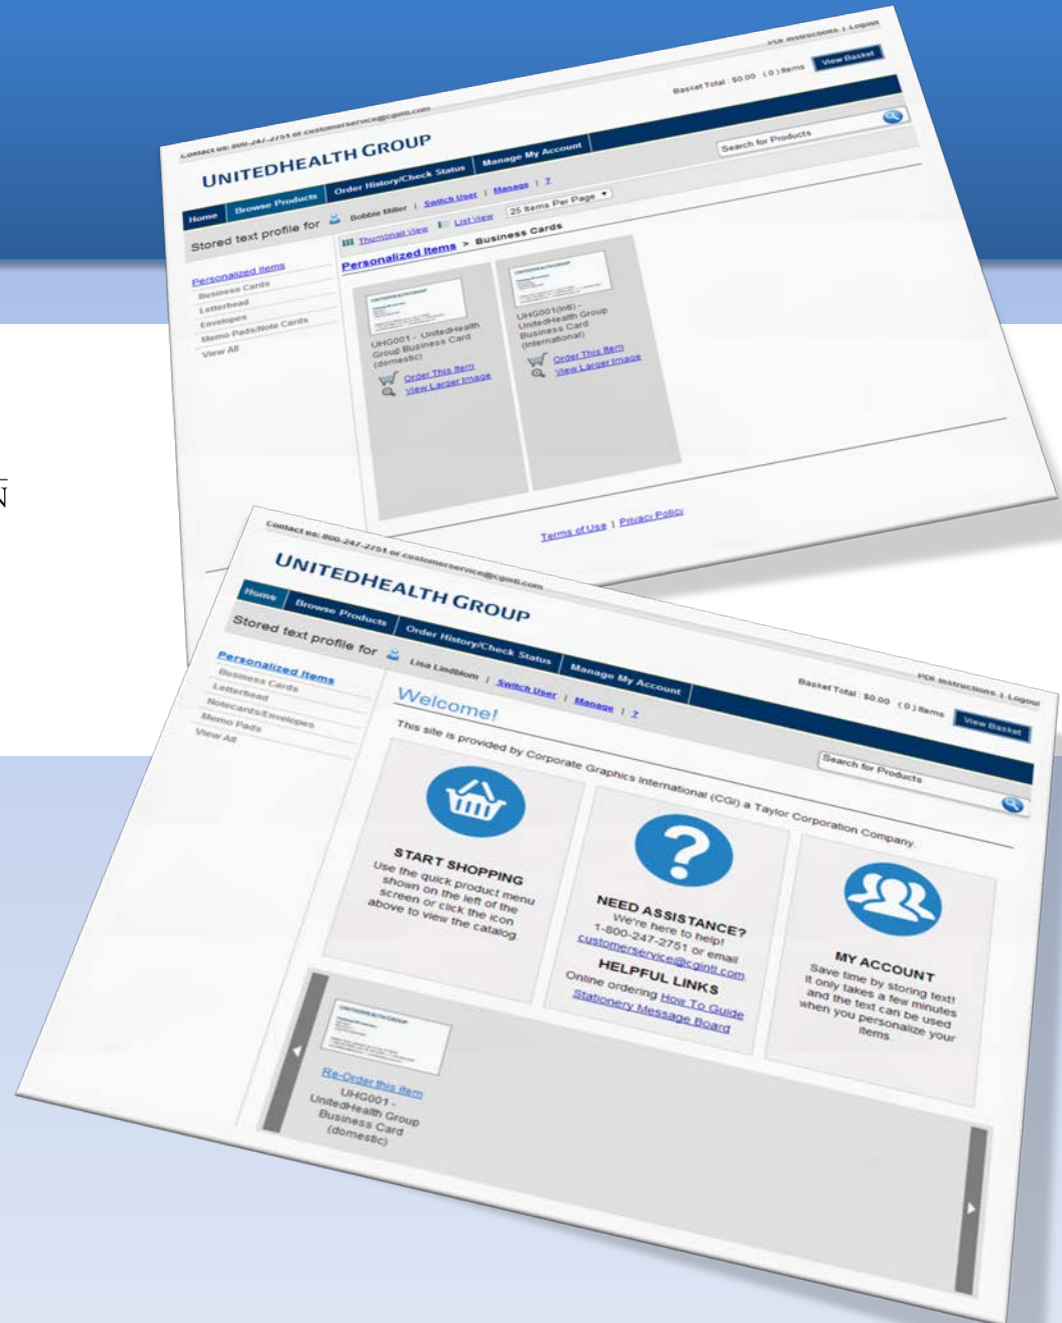 PDF Instructions | Logout
Contact us: 800-247-2751 or customerservice@cginti.com
Basket Total : $0.00 ( 0 ) Items View Basket
UNITEDHEALTH GROUP
Home Browse Products Order History/Check Status Manage My Account
Search for Products
Stored text profile for Bobbie Miller | Switch User | Manage | ?
Thumbnail View List View 25 Items Per Page
Personalized Items
Business Cards
Letterhead
Envelopes
Memo Pads/Note Cards
View All
Personalized Items > Business Cards
UNITEDHEALTH GROUP
UHG001 - UnitedHealth
Group Business Card
(domestic)
Order This Item
View Larger Image
UHG001(Intl) -
UnitedHealth Group
Business Card
(International)
Order This Item
View Larger Image
N
Terms of Use | Privacy Policy
Contact us: 800-247-2751 or customerservice@cginti.com
PDF Instructions | Logout
UNITEDHEALTH GROUP
Basket Total : $0.00 ( 0 ) Items View Basket
Home Browse Products Order History/Check Status Manage My Account
Stored text profile for Lisa Lindblom | Switch User | Manage | ?
Search for Products
Personalized Items
Business Cards
Letterhead
Notecards/Envelopes
Memo Pads
View All
Welcome!
This site is provided by Corporate Graphics International (CGI) a Taylor Corporation Company.
START SHOPPING
Use the quick product menu
shown on the left of the
screen or click the icon
above to view the catalog
NEED ASSISTANCE?
We're here to help!
1-800-247-2751 or email
customerservice@cginti.com
HELPFUL LINKS
Online ordering How To Guide
Stationery Message Board
MY ACCOUNT
Save time by storing text!
It only takes a few minutes
and the text can be used
when you personalize your
items.
UNITEDHEALTH GROUP
Re-Order this item
UHG001 -
UnitedHealth Group
Business Card
(domestic)